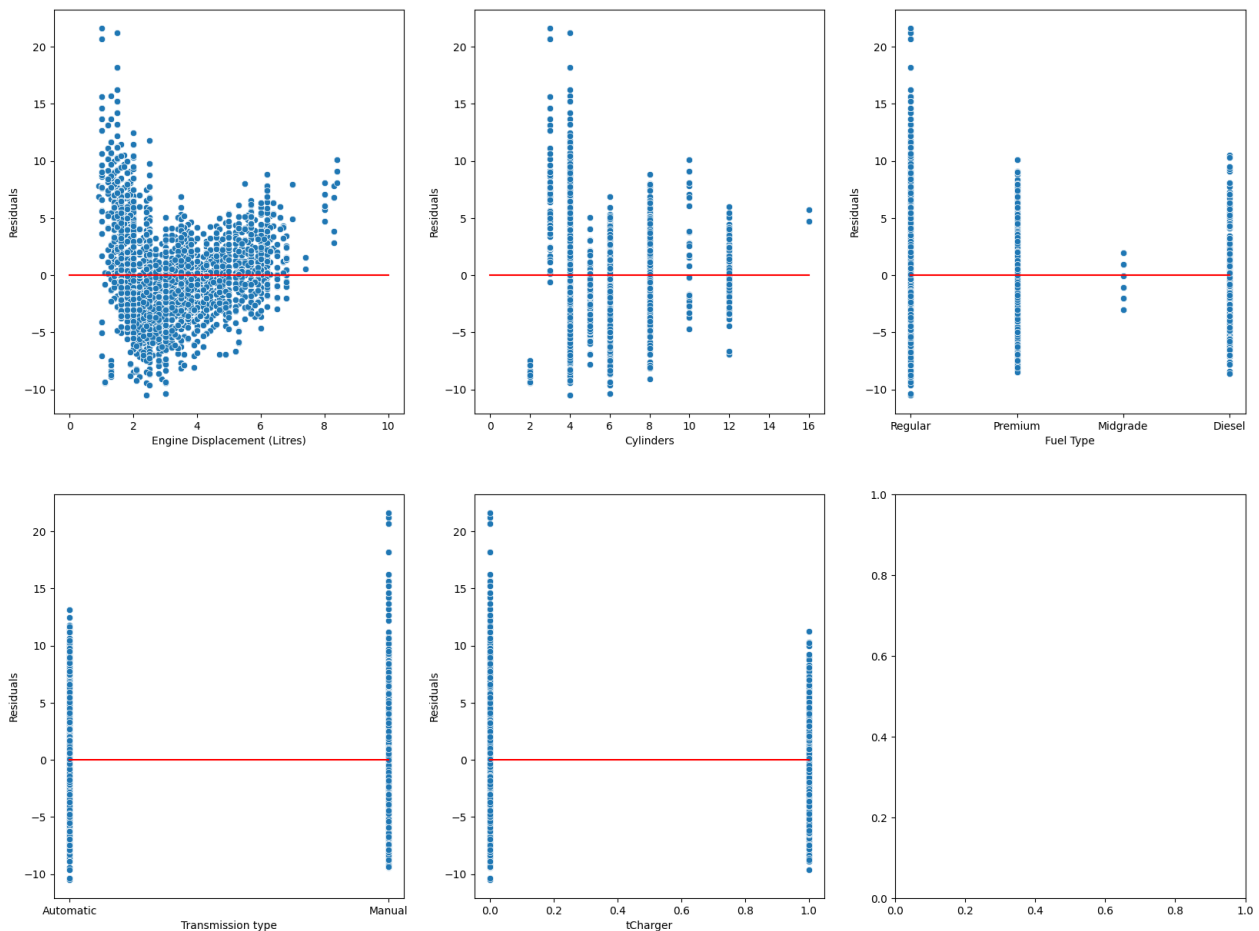 20
15
10
5
0
−5
−10
Residuals
0 2 4 6 8 10
Engine Displacement (Litres)
20
15
10
5
0
−5
−10
Residuals
0 2 4 6 8 10 12 14 16
Cylinders
20
15
10
5
0
−5
−10
Residuals
Regular Premium Midgrade Diesel
Fuel Type
20
15
10
5
0
−5
−10
Residuals
Automatic Manual
Transmission type
20
15
10
5
0
−5
−10
Residuals
0.0 0.2 0.4 0.6 0.8 1.0
tCharger
1.0
0.8
0.6
0.4
0.2
0.0
0.0 0.2 0.4 0.6 0.8 1.0